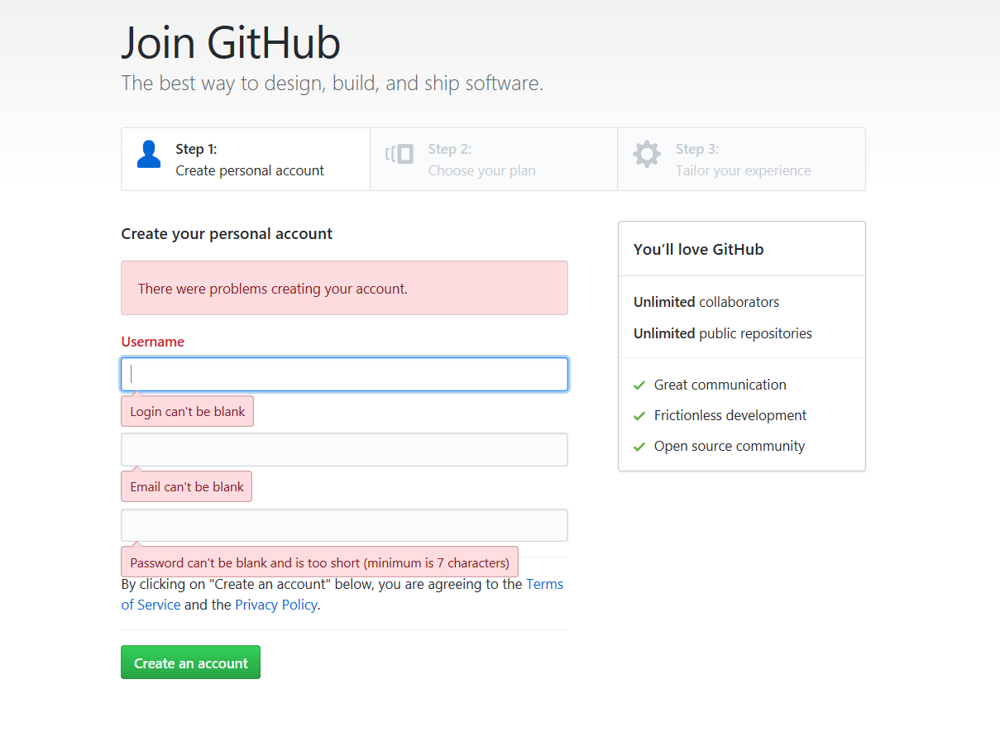 Join GitHub
The best way to design, build, and ship software.
Step 1:
Create personal account
Step 2:
Choose your plan
Step 3:
Tailor your experience
Create your personal account
There were problems creating your account.
Username
Login can't be blank
Email can't be blank
Password can't be blank and is too short (minimum is 7 characters)
By clicking on "Create an account" below, you are agreeing to the Terms
of Service and the Privacy Policy.
Create an account
You’ll love GitHub
Unlimited collaborators
Unlimited public repositories
Great communication
Frictionless development
Open source community